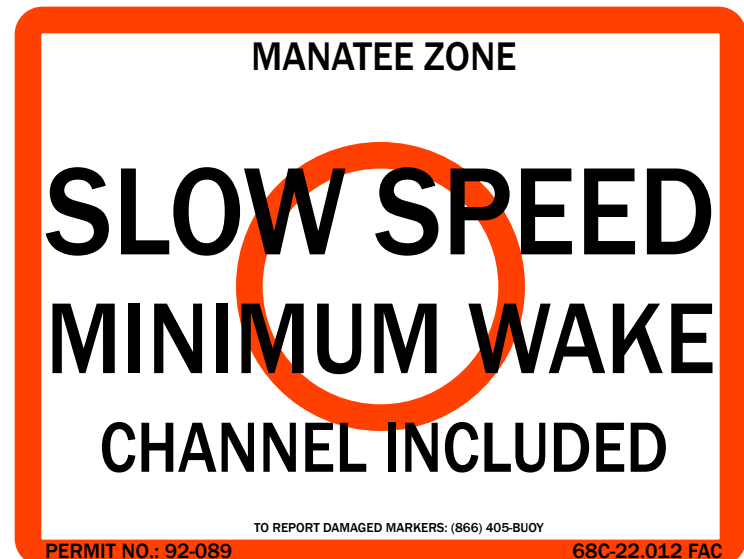 MANATEE ZONE
SLOW SPEED
MINIMUM WAKE
CHANNEL INCLUDED
TO REPORT DAMAGED MARKERS: (866) 405-BUOY
PERMIT NO.: 92-089 68C-22.012 FAC